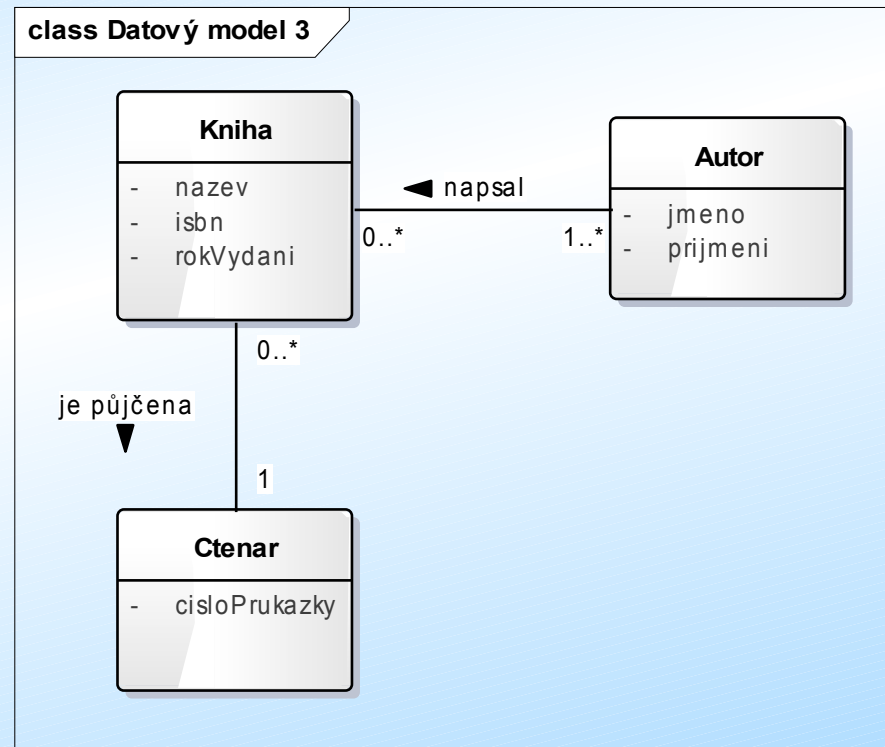 class Datový model 3
Kniha
- nazev
- isbn
- rokVydani
Autor
- jmeno
- prijmeni
napsal
0..*
1..*
0..*
je půjčena
1
Ctenar
- cisloPrukazky